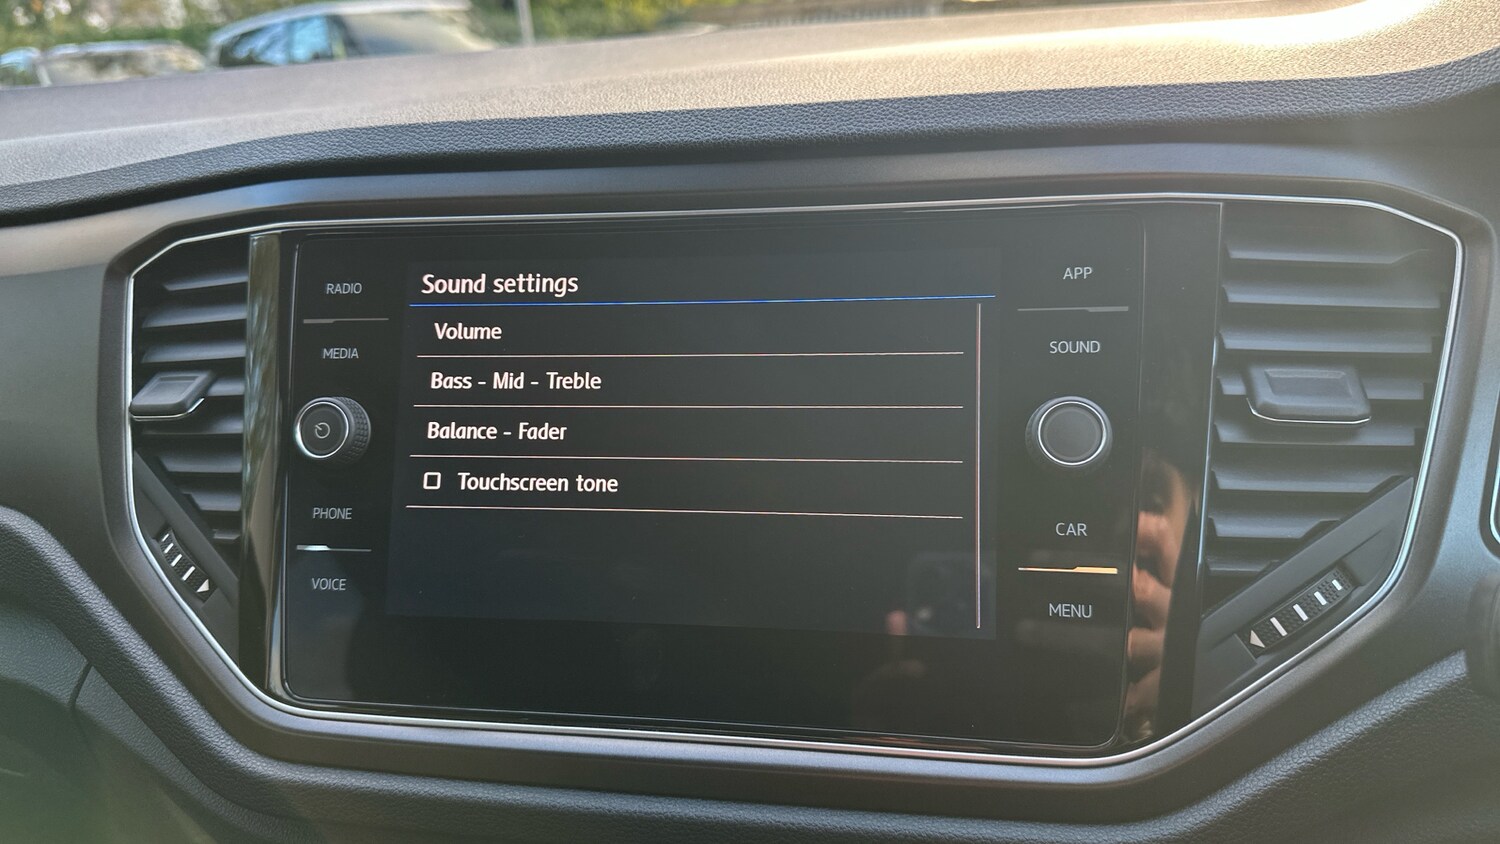 RADIO
MEDIA
PHONE
VOICE
Sound settings
Volume
Bass - Mid - Treble
Balance - Fader
Touchscreen tone
APP
SOUND
CAR
MENU